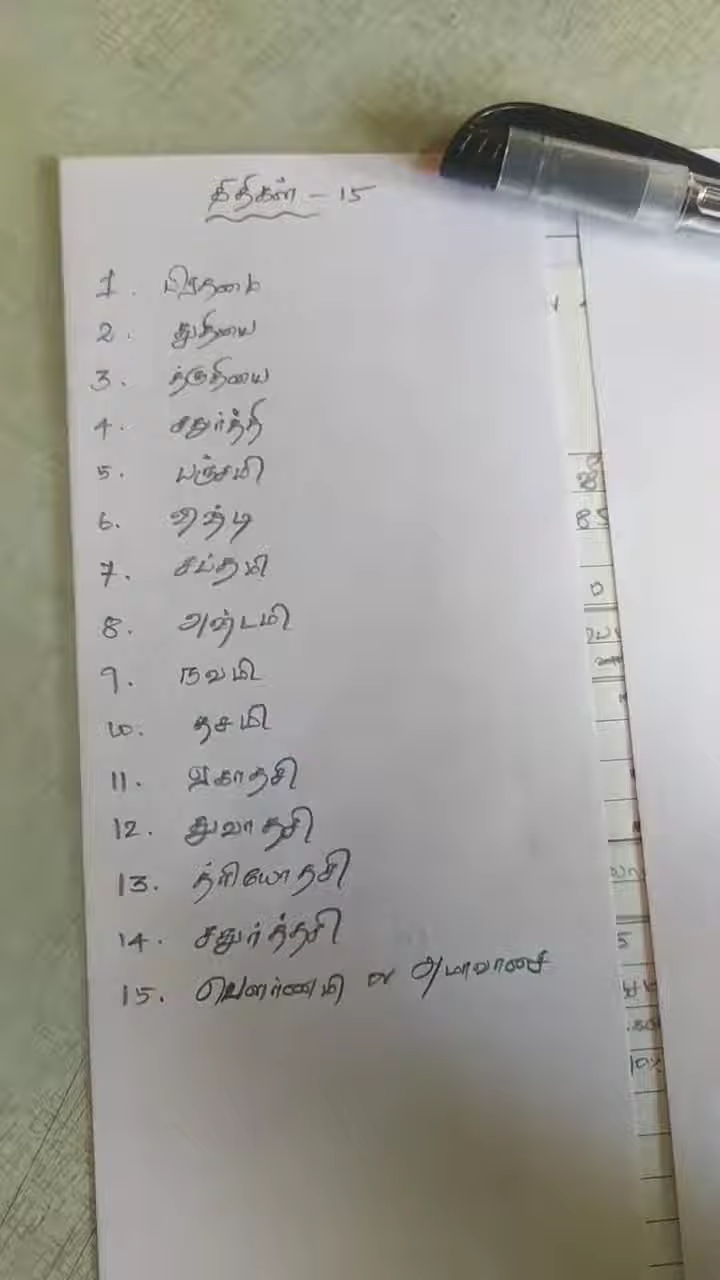 திதிகள் - 15
1. பிரதமை
2. துதியை
3. த்ருதியை
4. சதுர்த்தி
5. பஞ்சமி
6. ஷஷ்டி
7. சப்தமி
8. அஷ்டமி
9. நவமி
10. தசமி
11. ஏகாதசி
12. துவாதசி
13. த்ரியோதசி
14. சதுர்த்தசி
15. பௌர்ணமி or அமாவாசை